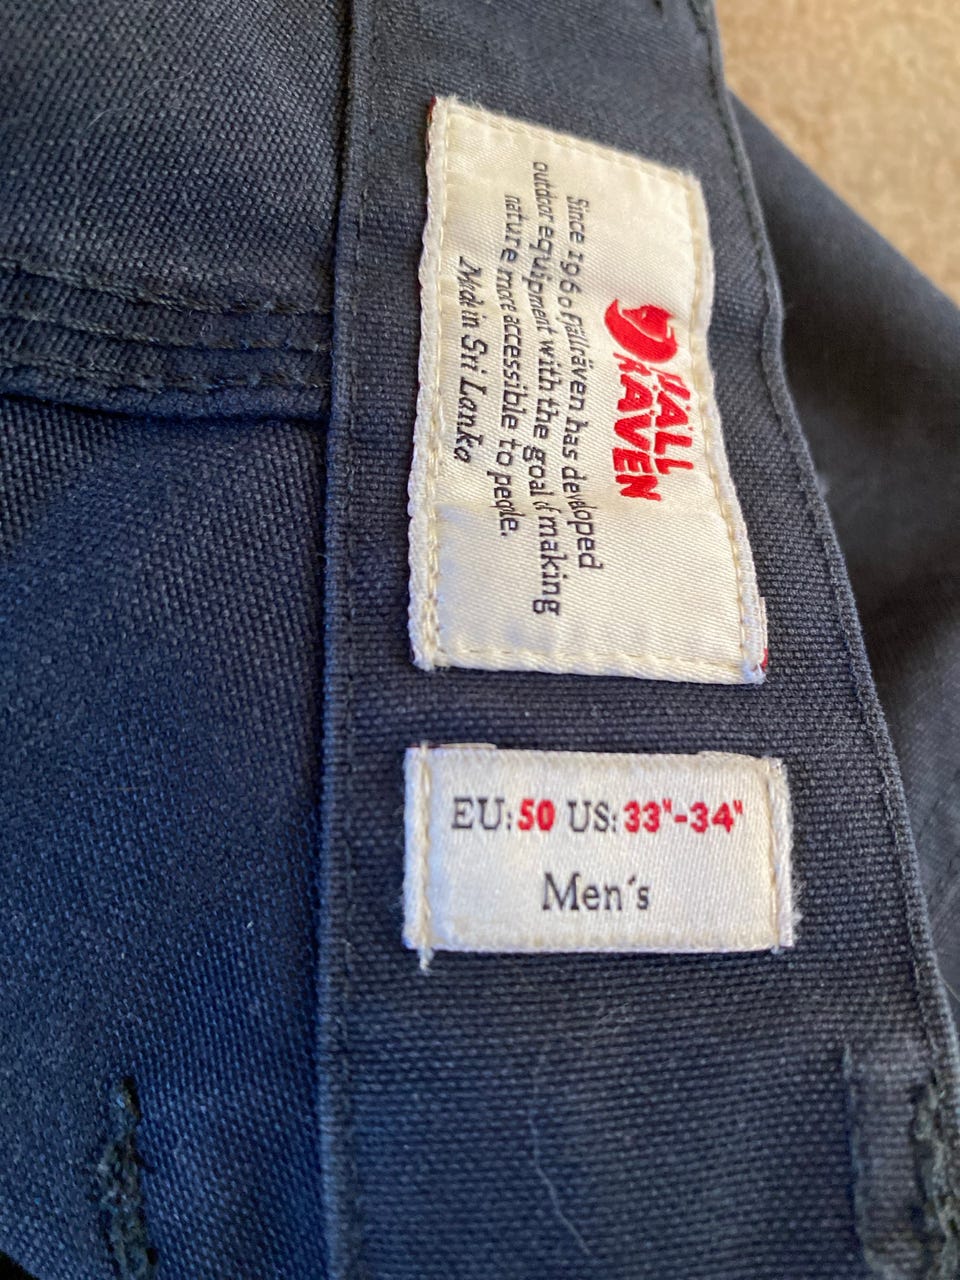 FJÄLL
RÄVEN
Since 1960 Fjällräven has developed
outdoor equipment with the goal of making
nature more accessible to people.
Made in Sri Lanka
EU: 50 US: 33"-34"
Men´s